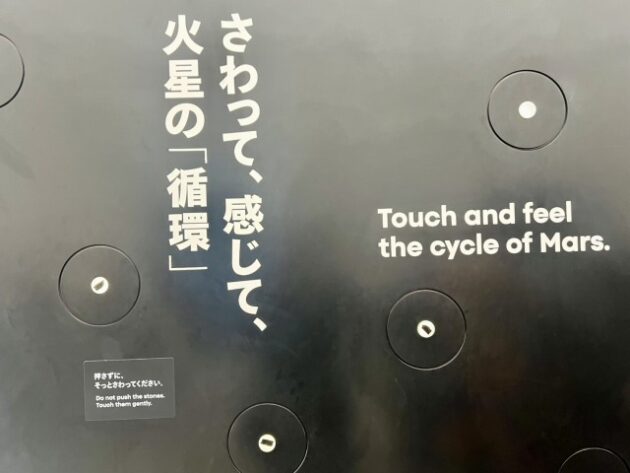 さわって、感じて、
火星の「循環」
Touch and feel
the cycle of Mars.
押さずに、
そっとさわってください。
Do not push the stones.
Touch them gently.